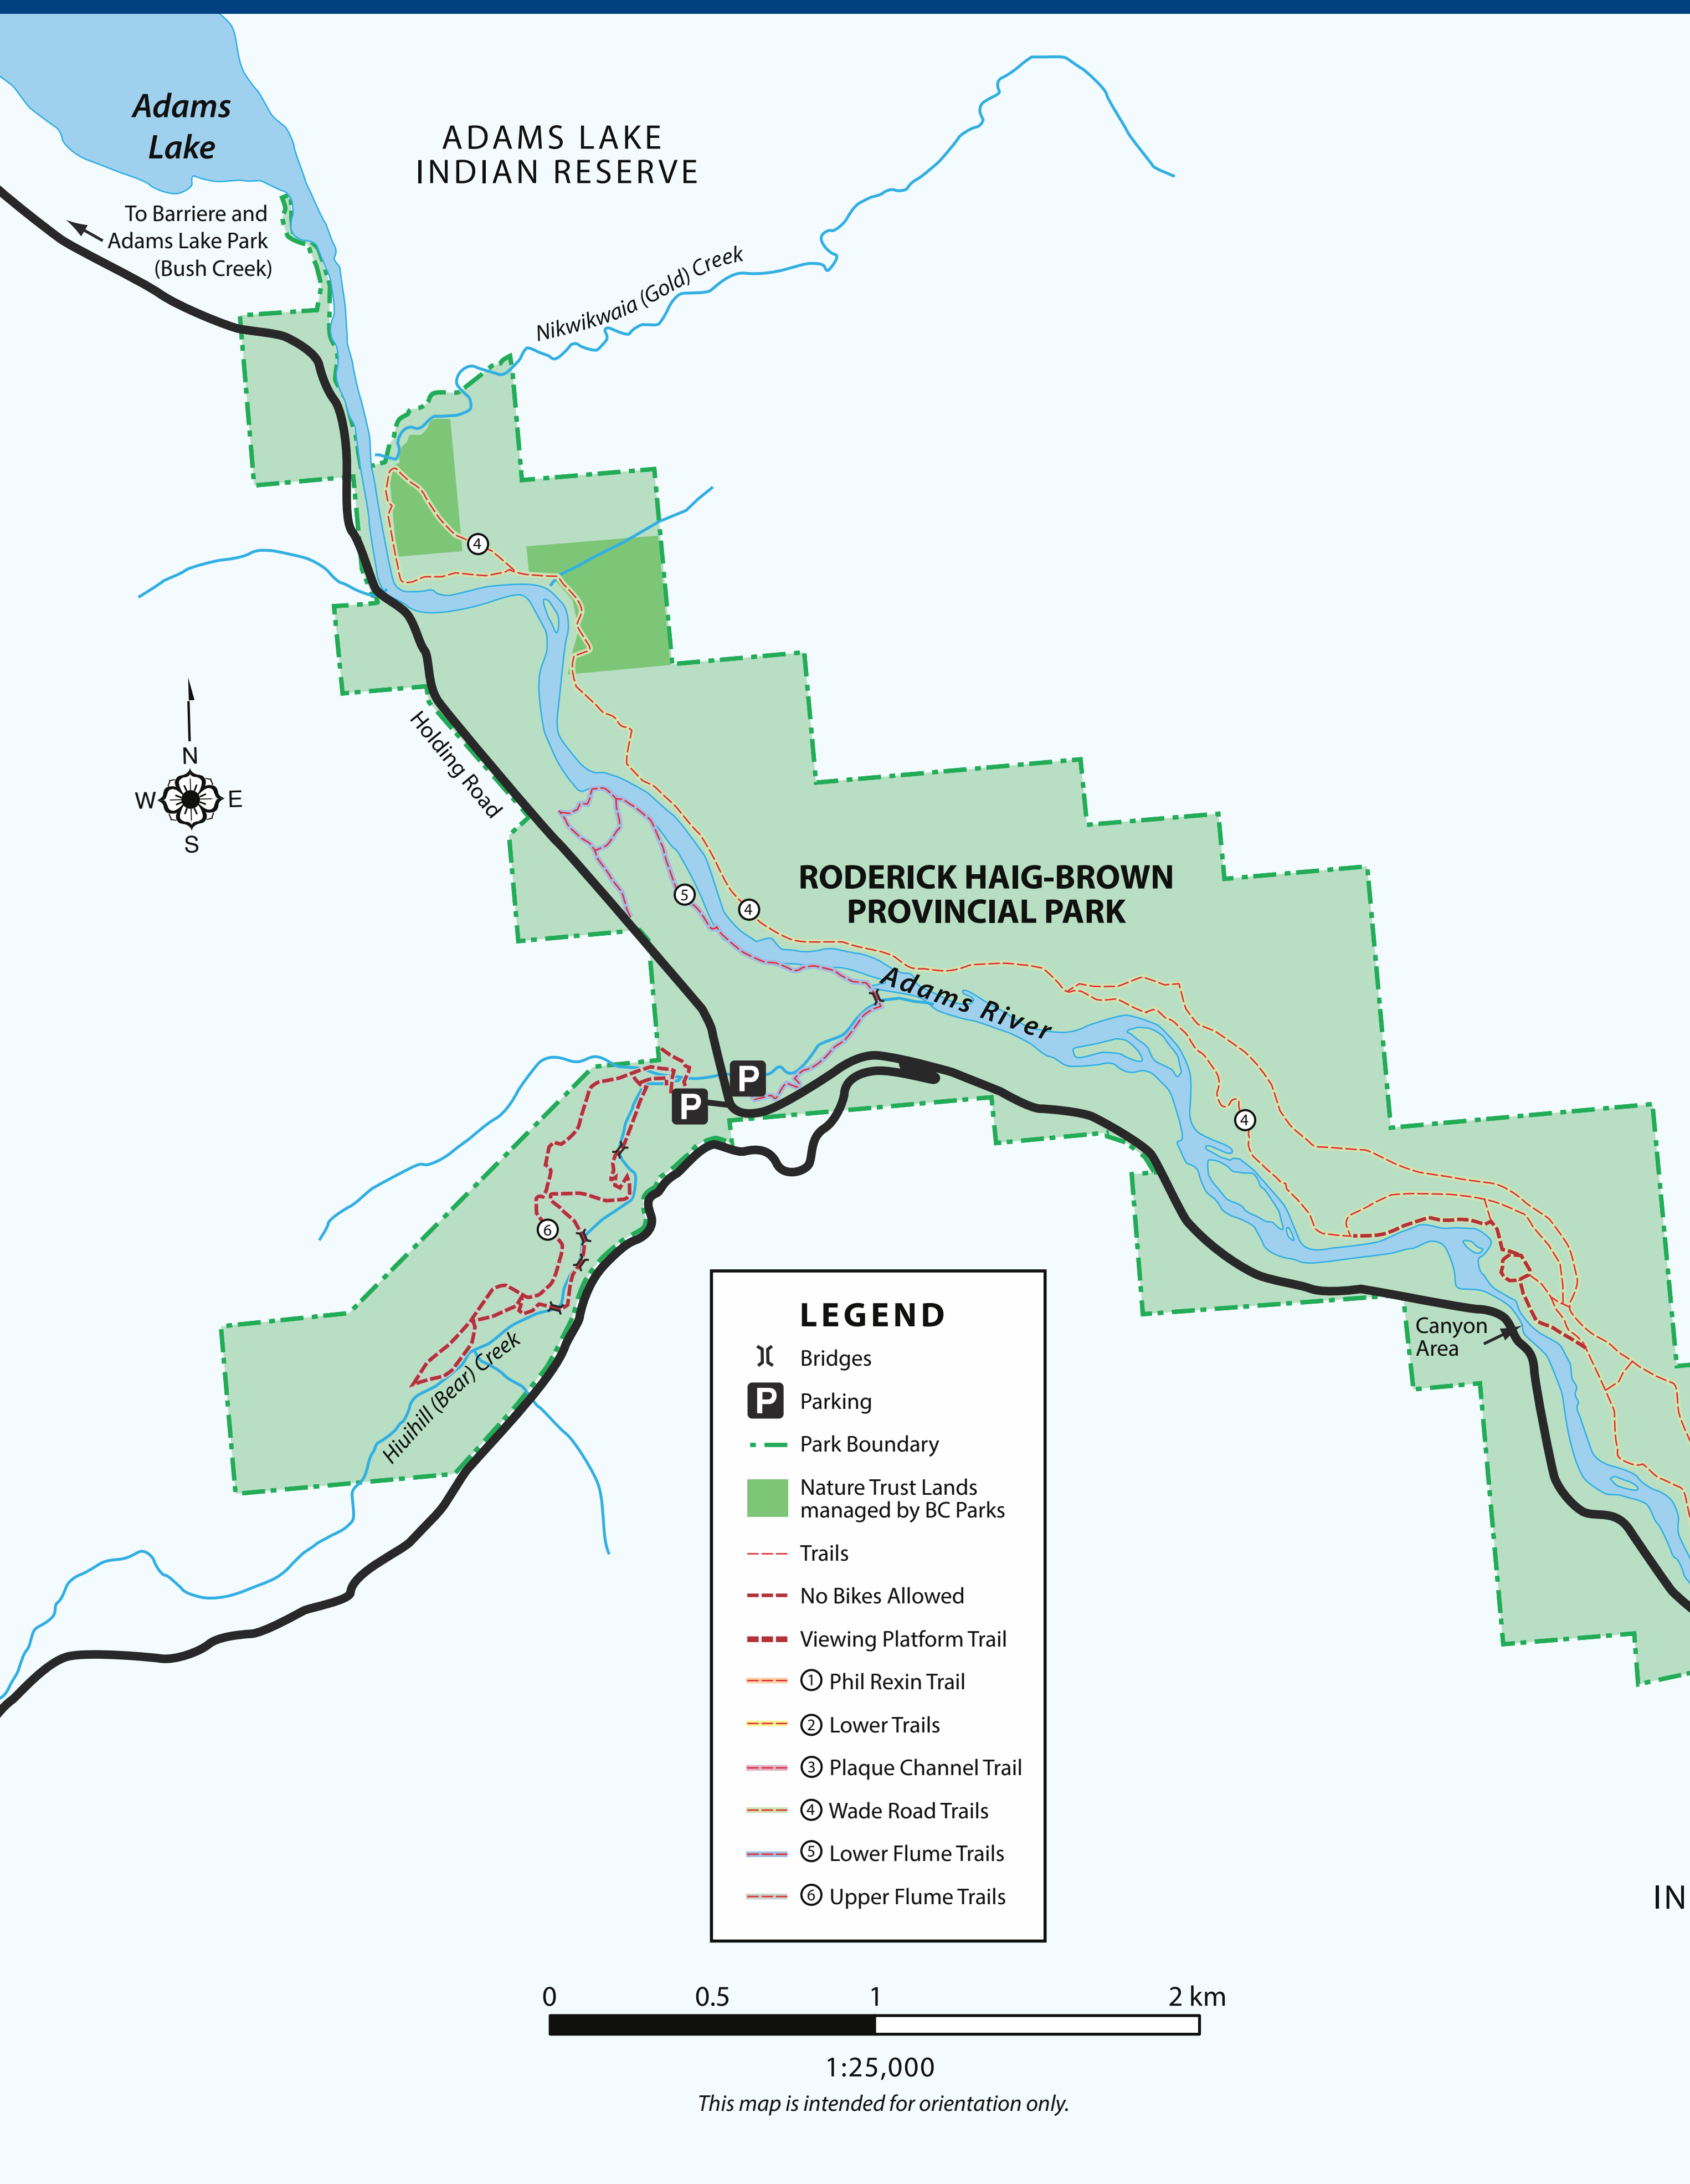 Adams
Lake
ADAMS LAKE
INDIAN RESERVE
To Barriere and
Adams Lake Park
(Bush Creek)
Nikwikwaia (Gold) Creek
4
Holding Road
N
W
E
S
RODERICK HAIG-BROWN
PROVINCIAL PARK
5
4
Adams River
P
P
4
6
Canyon
Area
Hiuihill (Bear) Creek
LEGEND
Bridges
P Parking
Park Boundary
Nature Trust Lands
managed by BC Parks
Trails
No Bikes Allowed
Viewing Platform Trail
1 Phil Rexin Trail
2 Lower Trails
3 Plaque Channel Trail
4 Wade Road Trails
5 Lower Flume Trails
6 Upper Flume Trails
IN
0 0.5 1 2 km
1:25,000
This map is intended for orientation only.